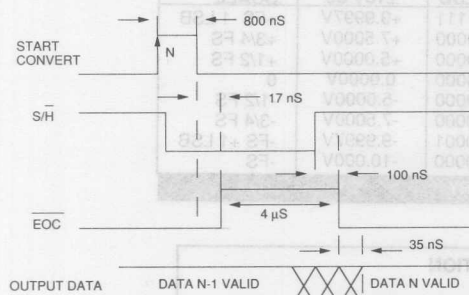 800 nS
START
CONVERT
N
17 nS
S/H̅
100 nS
4 µS
E̅O̅C̅
35 nS
OUTPUT DATA
DATA N-1 VALID
DATA N VALID